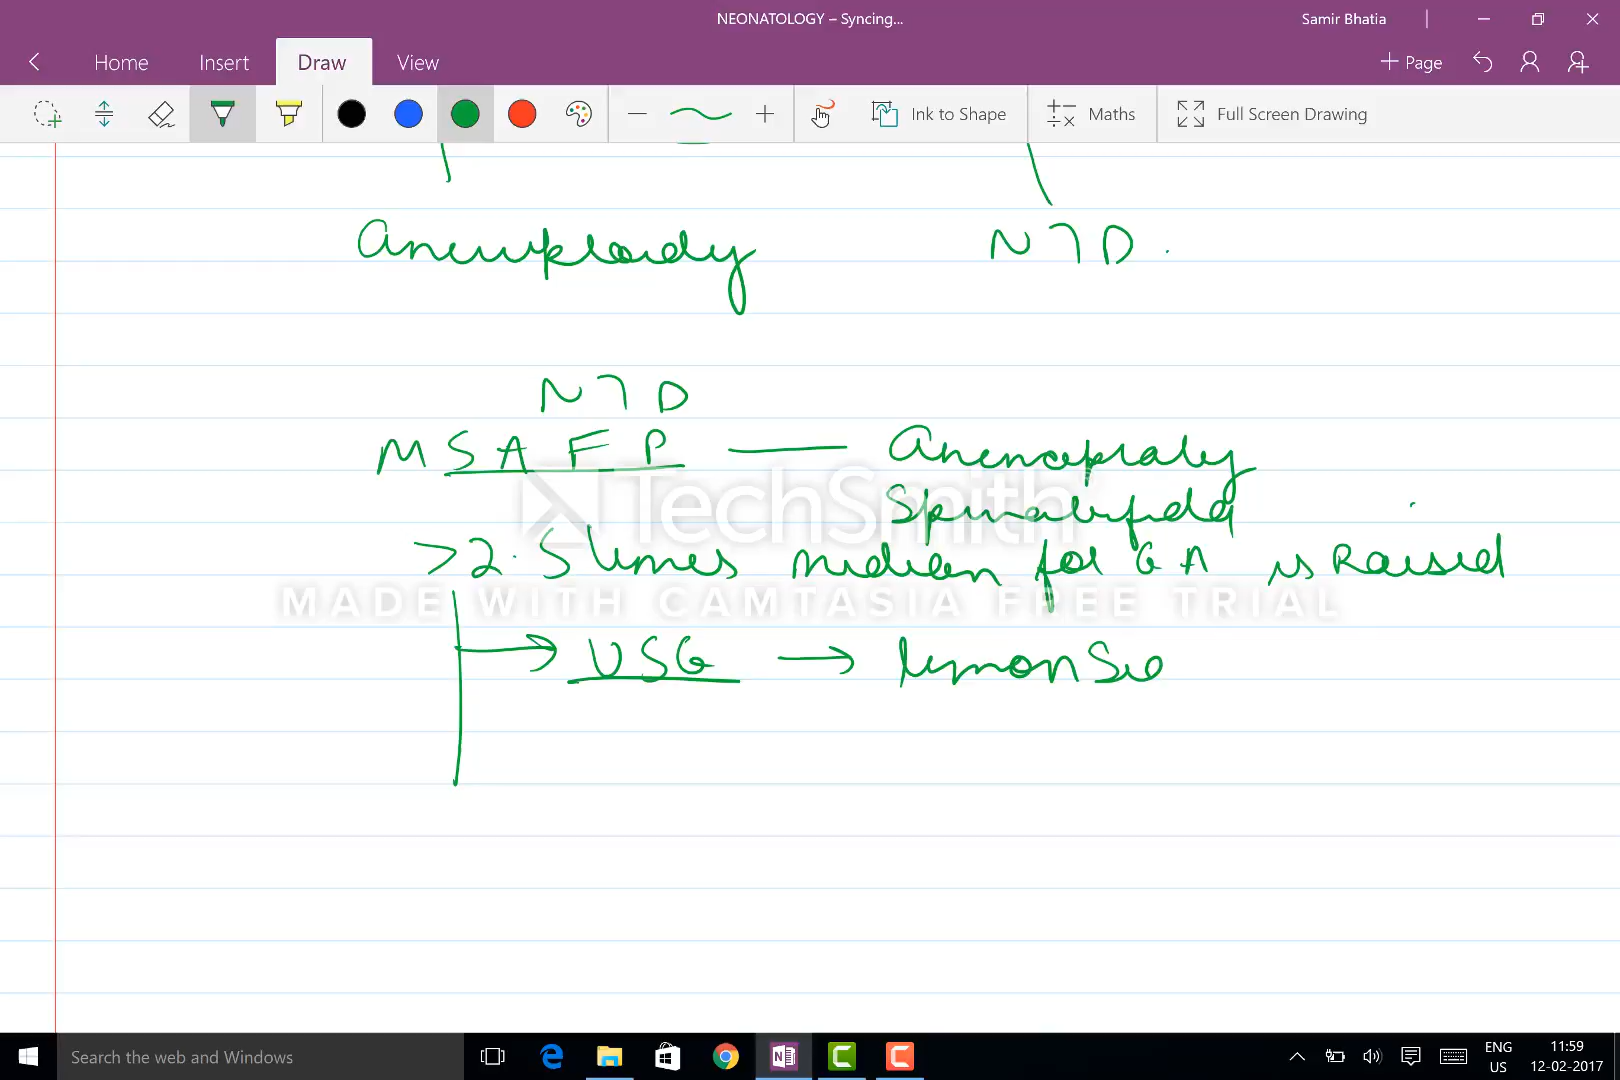 NEONATOLOGY – Syncing...
Samir Bhatia
Home Insert Draw View
Page
Ink to Shape Maths Full Screen Drawing
Aneuploidy NTD.
NTD
MSAFP — Anencephaly
Spina bifida
>2.5 times median for GA is Raised
→ USG → lemon
TechSmith
MADE WITH CAMTASIA FREE TRIAL
Search the web and Windows
ENG 11:59
US 12-02-2017